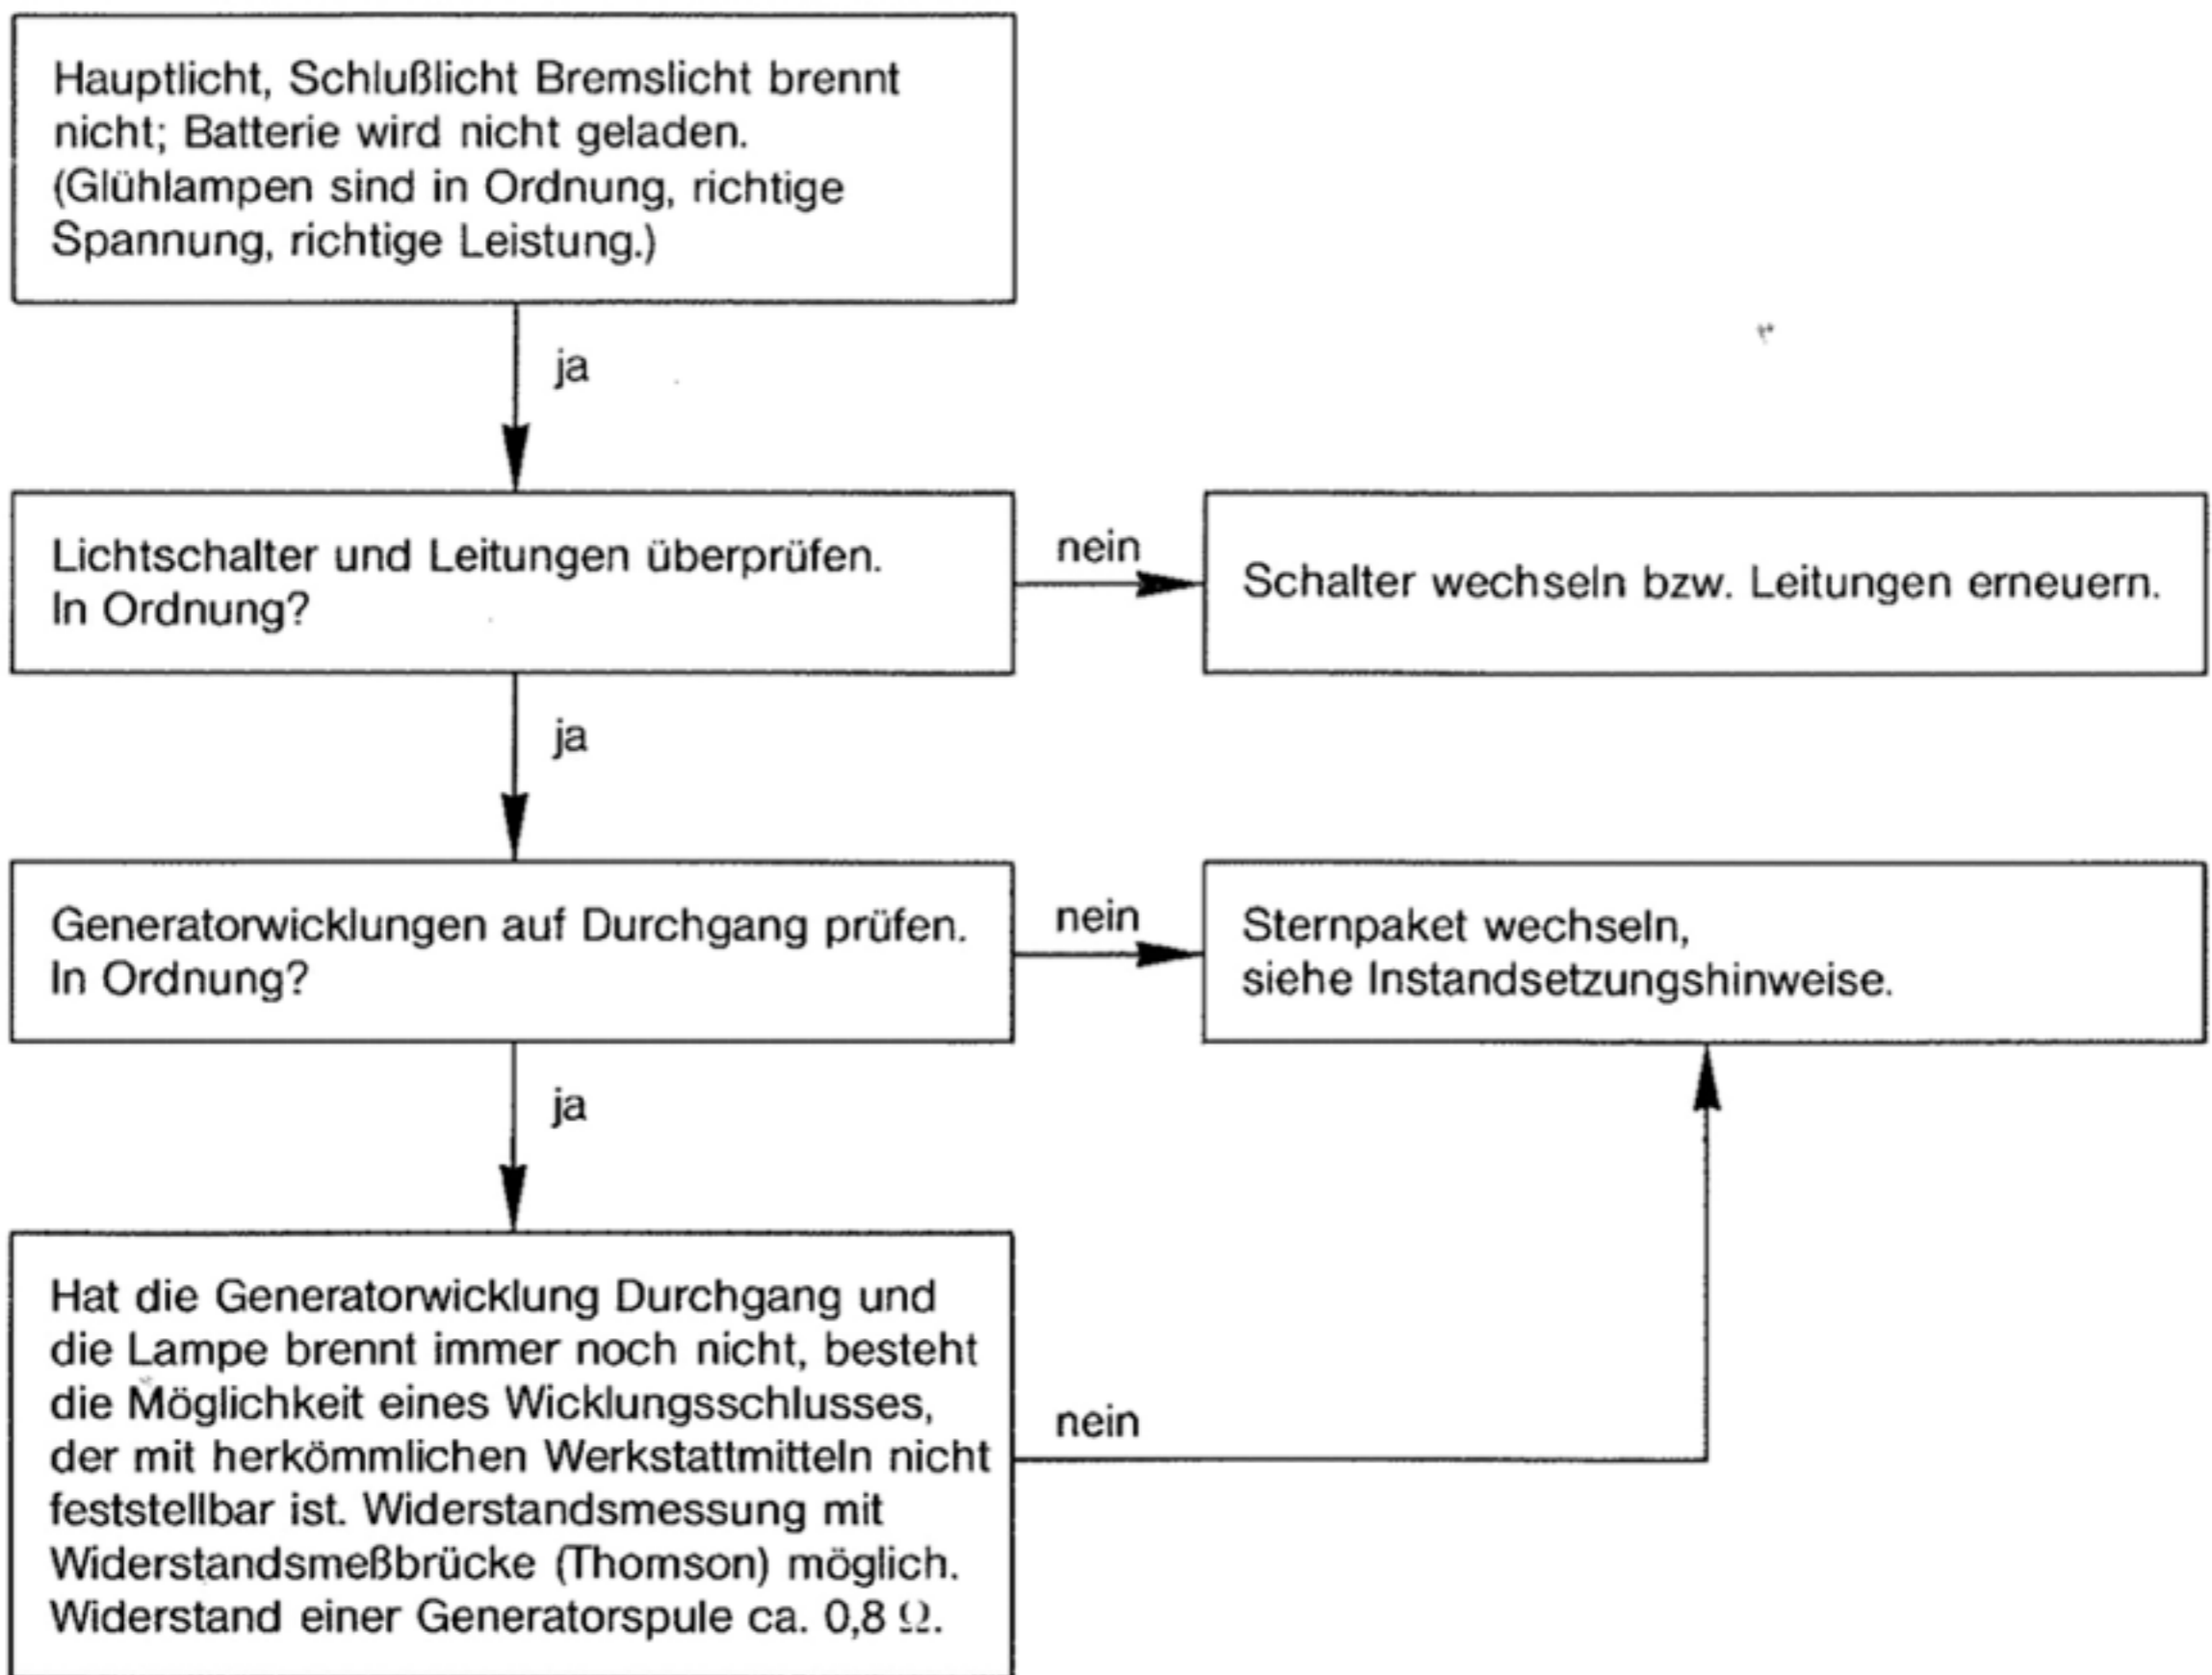 Hauptlicht, Schlußlicht Bremslicht brennt
nicht; Batterie wird nicht geladen.
(Glühlampen sind in Ordnung, richtige
Spannung, richtige Leistung.)
ja
Lichtschalter und Leitungen überprüfen.
In Ordnung?
nein
Schalter wechseln bzw. Leitungen erneuern.
ja
Generatorwicklungen auf Durchgang prüfen.
In Ordnung?
nein
Sternpaket wechseln,
siehe Instandsetzungshinweise.
ja
Hat die Generatorwicklung Durchgang und
die Lampe brennt immer noch nicht, besteht
die Möglichkeit eines Wicklungsschlusses,
der mit herkömmlichen Werkstattmitteln nicht
feststellbar ist. Widerstandsmessung mit
Widerstandsmeßbrücke (Thomson) möglich.
Widerstand einer Generatorspule ca. 0,8 Ω.
nein